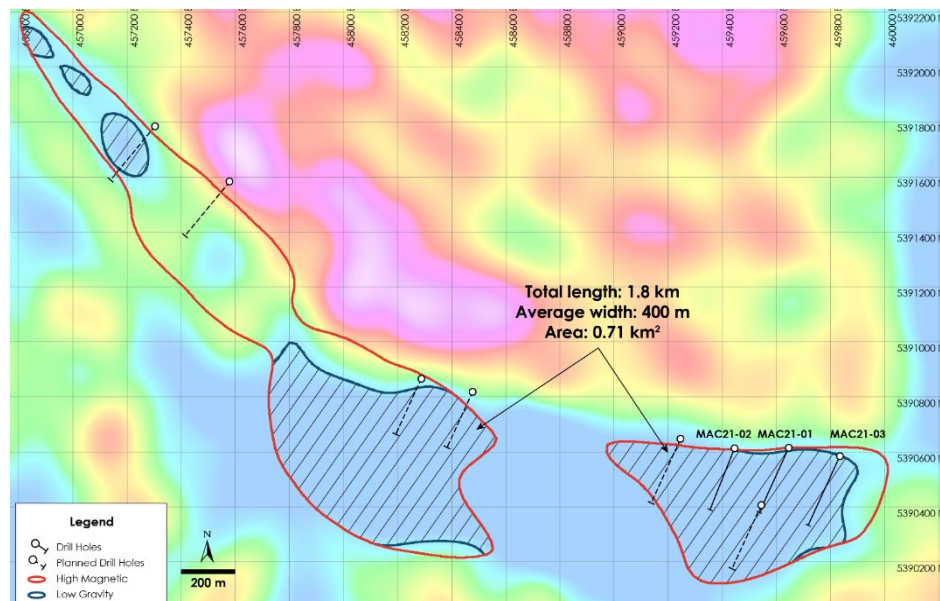 456800 E
457000 E
457200 E
457400 E
457600 E
457800 E
458000 E
458200 E
458400 E
458600 E
458800 E
459000 E
459200 E
459400 E
459600 E
459800 E
460000 E
5392200 N
5392000 N
5391800 N
5391600 N
5391400 N
5391200 N
5391000 N
5390800 N
5390600 N
5390400 N
5390200 N
Total length: 1.8 km
Average width: 400 m
Area: 0.71 km²
MAC21-02 MAC21-01 MAC21-03
Legend
Drill Holes
Planned Drill Holes
High Magnetic
Low Gravity
N
200 m